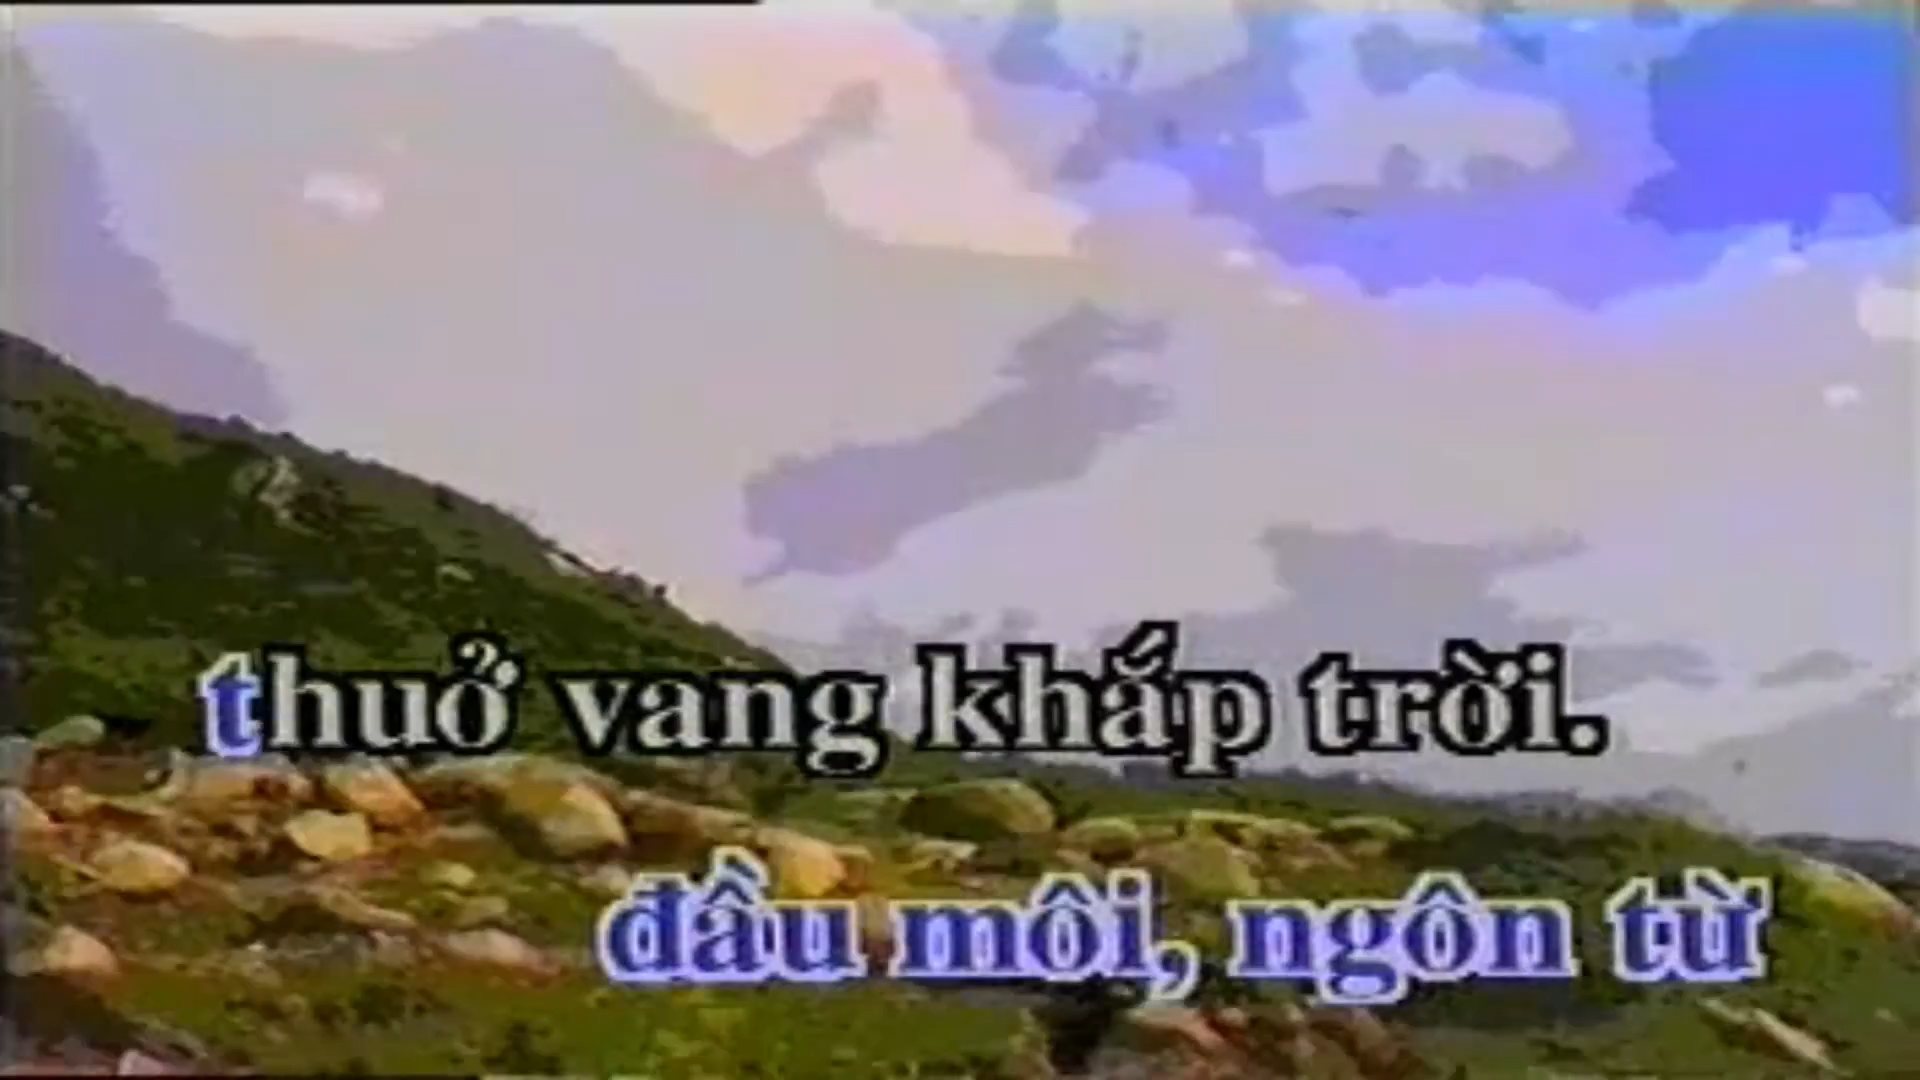 thuở vang khắp trời.
đầu môi, ngôn từ